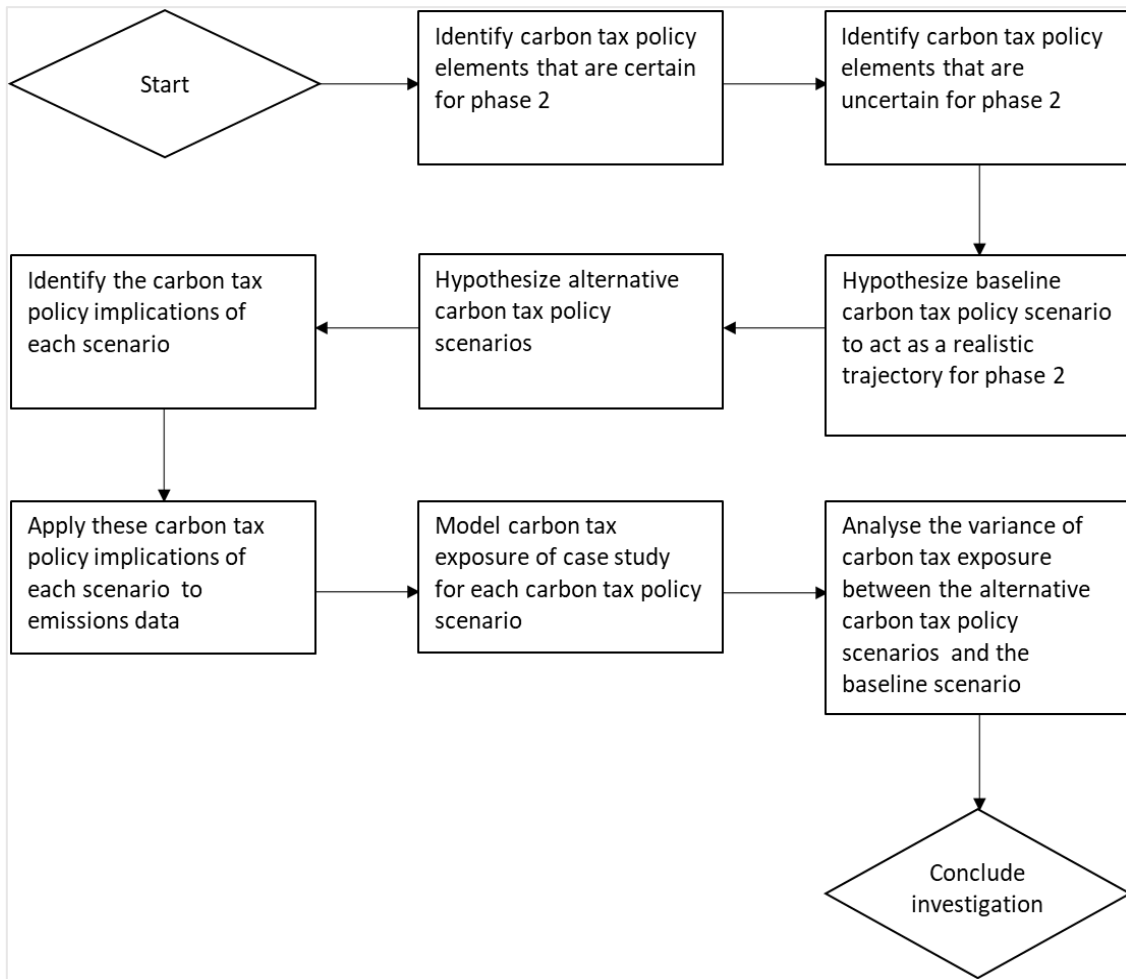 Start
Identify carbon tax policy
elements that are certain
for phase 2
Identify carbon tax policy
elements that are
uncertain for phase 2
Hypothesize baseline
carbon tax policy scenario
to act as a realistic
trajectory for phase 2
Hypothesize alternative
carbon tax policy
scenarios
Identify the carbon tax
policy implications of
each scenario
Apply these carbon tax
policy implications of
each scenario  to
emissions data
Model carbon tax
exposure of case study
for each carbon tax policy
scenario
Analyse the variance of
carbon tax exposure
between the alternative
carbon tax policy
scenarios  and the
baseline scenario
Conclude
investigation